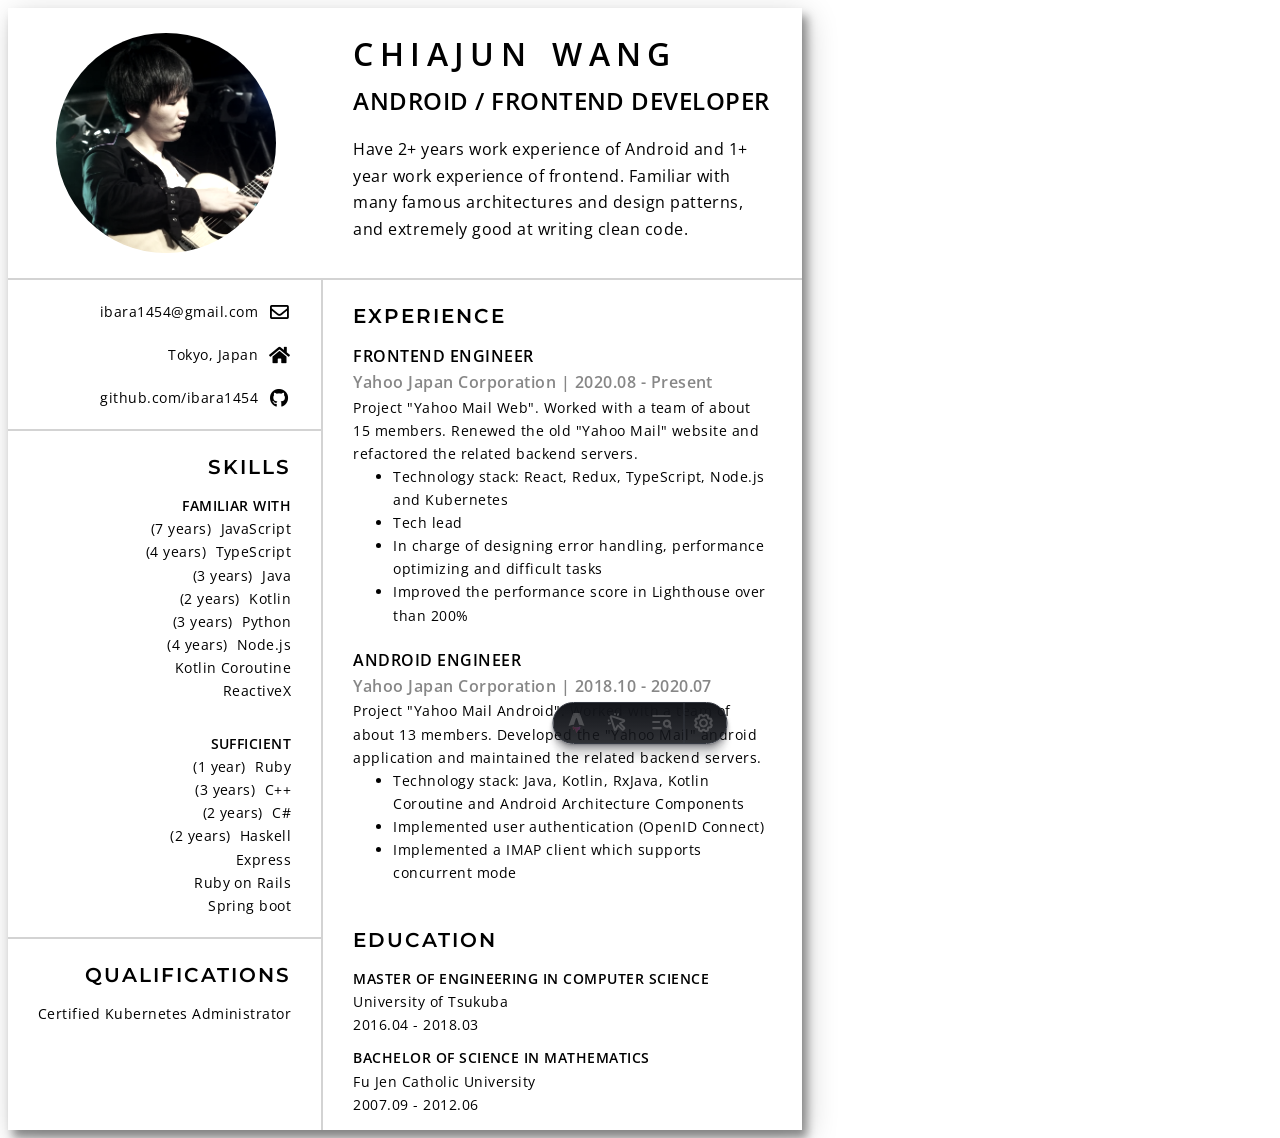 CHIAJUN WANG
ANDROID / FRONTEND DEVELOPER
Have 2+ years work experience of Android and 1+
year work experience of frontend. Familiar with
many famous architectures and design patterns,
and extremely good at writing clean code.
ibara1454@gmail.com
Tokyo, Japan
github.com/ibara1454
SKILLS
FAMILIAR WITH
(7 years) JavaScript
(4 years) TypeScript
(3 years) Java
(2 years) Kotlin
(3 years) Python
(4 years) Node.js
Kotlin Coroutine
ReactiveX
SUFFICIENT
(1 year) Ruby
(3 years) C++
(2 years) C#
(2 years) Haskell
Express
Ruby on Rails
Spring boot
QUALIFICATIONS
Certified Kubernetes Administrator
EXPERIENCE
FRONTEND ENGINEER
Yahoo Japan Corporation | 2020.08 - Present
Project "Yahoo Mail Web". Worked with a team of about
15 members. Renewed the old "Yahoo Mail" website and
refactored the related backend servers.
Technology stack: React, Redux, TypeScript, Node.js
and Kubernetes
Tech lead
In charge of designing error handling, performance
optimizing and difficult tasks
Improved the performance score in Lighthouse over
than 200%
ANDROID ENGINEER
Yahoo Japan Corporation | 2018.10 - 2020.07
Project "Yahoo Mail Android" of
about 13 members. Developed the "Yahoo Mail" android
application and maintained the related backend servers.
Technology stack: Java, Kotlin, RxJava, Kotlin
Coroutine and Android Architecture Components
Implemented user authentication (OpenID Connect)
Implemented a IMAP client which supports
concurrent mode
EDUCATION
MASTER OF ENGINEERING IN COMPUTER SCIENCE
University of Tsukuba
2016.04 - 2018.03
BACHELOR OF SCIENCE IN MATHEMATICS
Fu Jen Catholic University
2007.09 - 2012.06